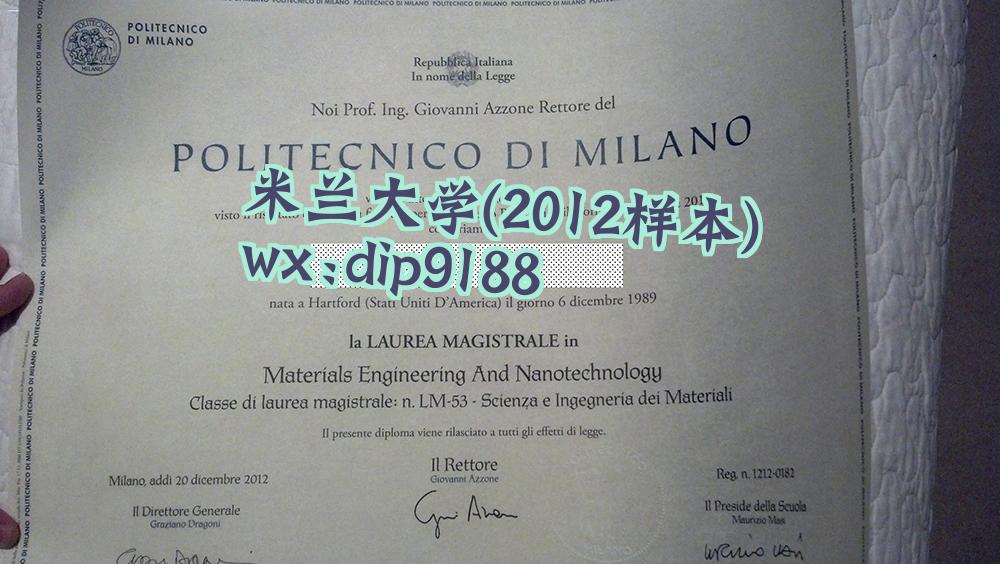 POLITECNICO
DI MILANO
Repubblica Italiana
In nome della Legge
Noi Prof. Ing. Giovanni Azzone Rettore del
POLITECNICO DI MILANO
米兰大学(2012样本)
visto il
wx:dip9188
nata a Hartford (Stati Uniti D'America) il giorno 6 dicembre 1989
la LAUREA MAGISTRALE in
Materials Engineering And Nanotechnology
Classe di laurea magistrale: n. LM-53 - Scienza e Ingegneria dei Materiali
Il presente diploma viene rilasciato a tutti gli effetti di legge.
Milano, addì 20 dicembre 2012
Il Rettore
Giovanni Azzone
Reg. n. 1212-0182
Il Direttore Generale
Graziano Dragoni
Il Preside della Scuola
Maurizio Masi